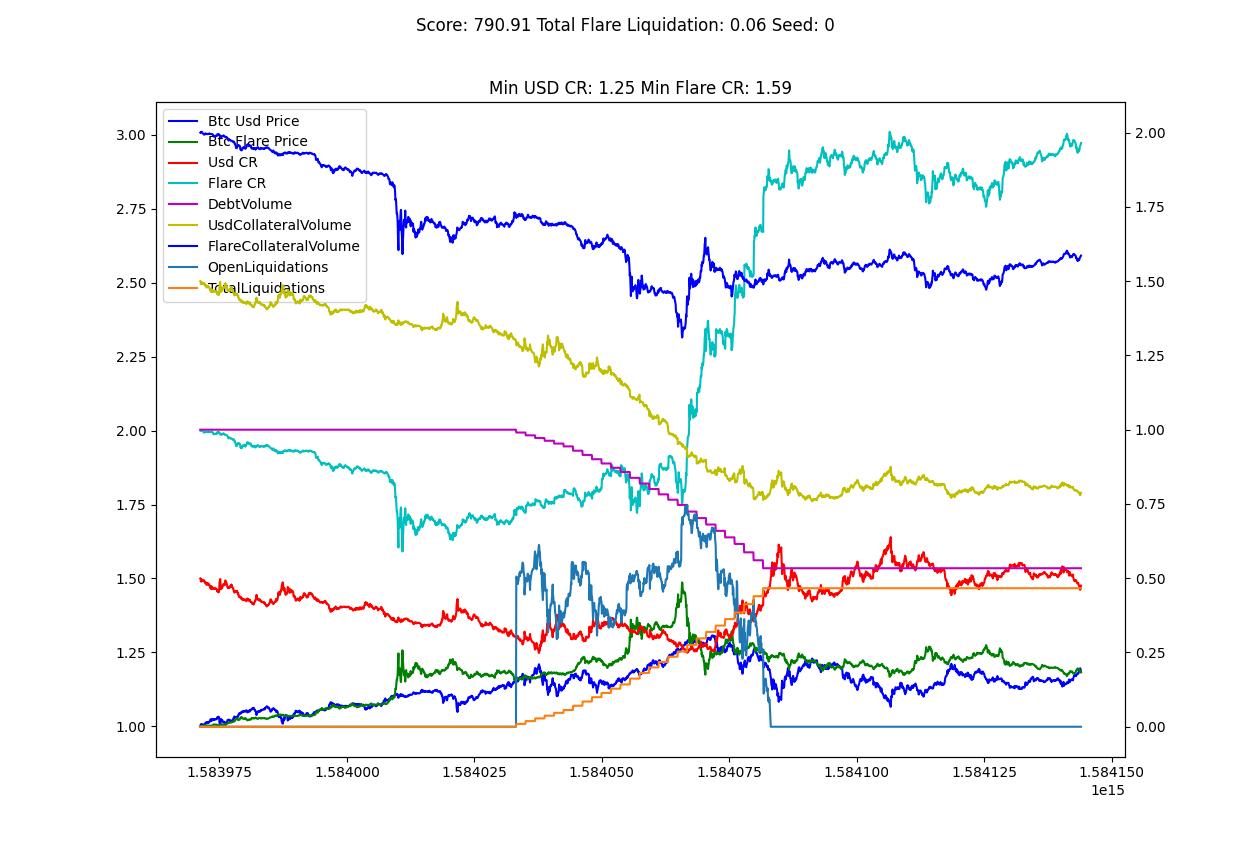 Score: 790.91 Total Flare Liquidation: 0.06 Seed: 0
Min USD CR: 1.25 Min Flare CR: 1.59
Btc Usd Price
Btc Flare Price
Usd CR
Flare CR
DebtVolume
UsdCollateralVolume
FlareCollateralVolume
OpenLiquidations
TotalLiquidations
3.00
2.75
2.50
2.25
2.00
1.75
1.50
1.25
1.00
2.00
1.75
1.50
1.25
1.00
0.75
0.50
0.25
0.00
1.583975 1.584000 1.584025 1.584050 1.584075 1.584100 1.584125 1.584150
1e15